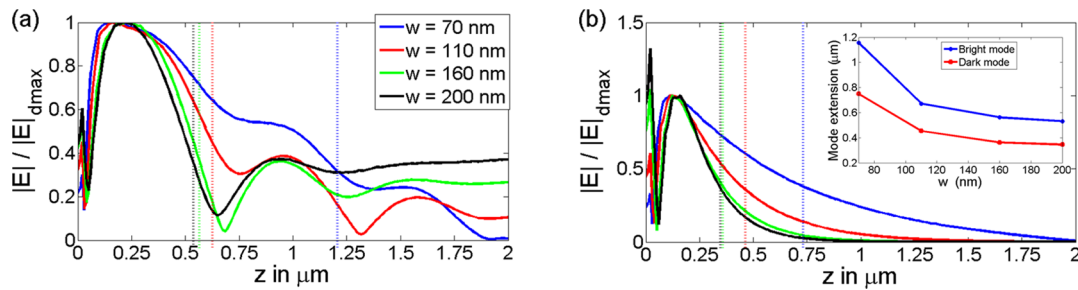 (a)
|E| / |E|dmax
1
0.8
0.6
0.4
0.2
0
0
0.25
0.5
0.75
1
1.25
1.5
1.75
2
z in μm
w = 70 nm
w = 110 nm
w = 160 nm
w = 200 nm
(b)
|E| / |E|dmax
1.5
1
0.5
0
0
0.25
0.5
0.75
1
1.25
1.5
1.75
2
z in μm
Mode extension (μm)
1.2
1
0.8
0.6
0.4
0.2
80
100
120
140
160
180
200
w (nm)
Bright mode
Dark mode